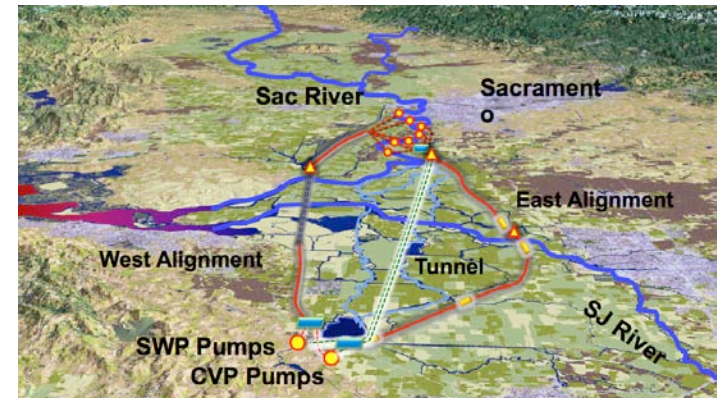 Sac River
Sacrament
o
East Alignment
West Alignment
Tunnel
SJ River
SWP Pumps
CVP Pumps